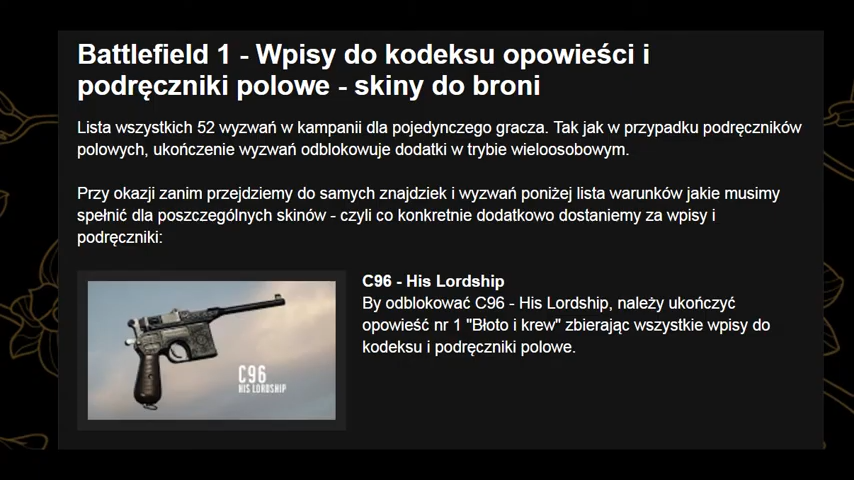 Battlefield 1 - Wpisy do kodeksu opowieści i
podręczniki polowe - skiny do broni
Lista wszystkich 52 wyzwań w kampanii dla pojedynczego gracza. Tak jak w przypadku podręczników
polowych, ukończenie wyzwań odblokowuje dodatki w trybie wieloosobowym.
Przy okazji zanim przejdziemy do samych znajdziek i wyzwań poniżej lista warunków jakie musimy
spełnić dla poszczególnych skinów - czyli co konkretnie dodatkowo dostaniemy za wpisy i
podręczniki:
C96 - His Lordship
By odblokować C96 - His Lordship, należy ukończyć
opowieść nr 1 "Błoto i krew" zbierając wszystkie wpisy do
kodeksu i podręczniki polowe.
C96
HIS LORDSHIP